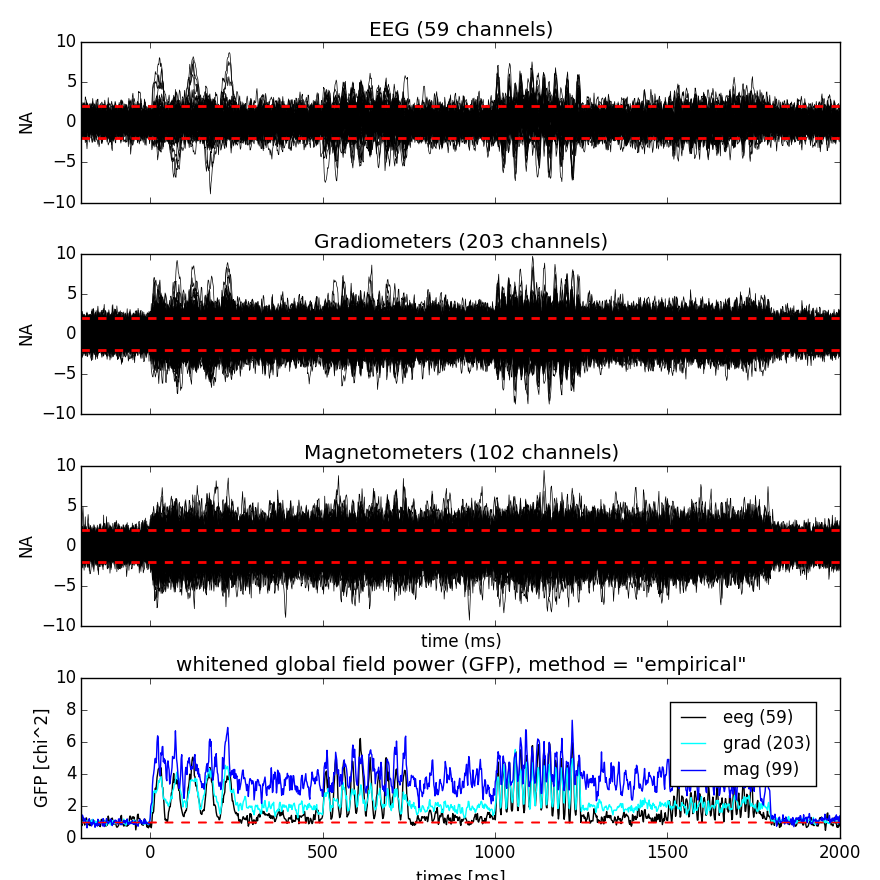 EEG (59 channels)
10
5
0
−5
−10
NA
Gradiometers (203 channels)
10
5
0
−5
−10
NA
Magnetometers (102 channels)
10
5
0
−5
−10
NA
time (ms)
whitened global field power (GFP), method = "empirical"
10
8
6
4
2
0
GFP [chi^2]
eeg (59)
grad (203)
mag (99)
0 500 1000 1500 2000
times [ms]